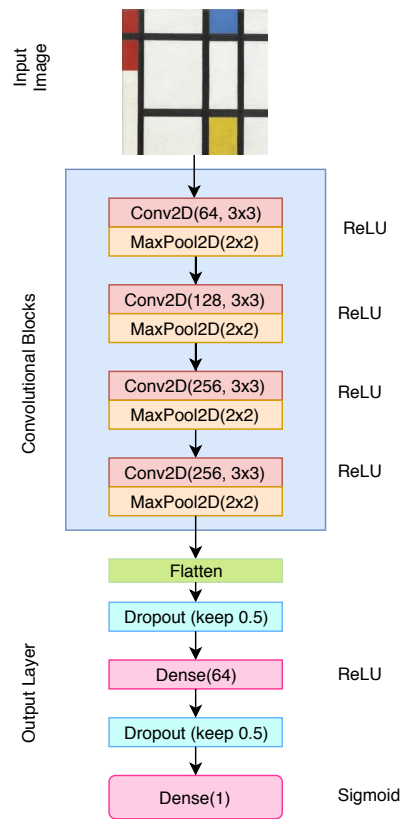 Input
Image
Convolutional Blocks
Conv2D(64, 3x3)
MaxPool2D(2x2)
ReLU
Conv2D(128, 3x3)
MaxPool2D(2x2)
ReLU
Conv2D(256, 3x3)
MaxPool2D(2x2)
ReLU
Conv2D(256, 3x3)
MaxPool2D(2x2)
ReLU
Output Layer
Flatten
Dropout (keep 0.5)
Dense(64)
ReLU
Dropout (keep 0.5)
Dense(1)
Sigmoid